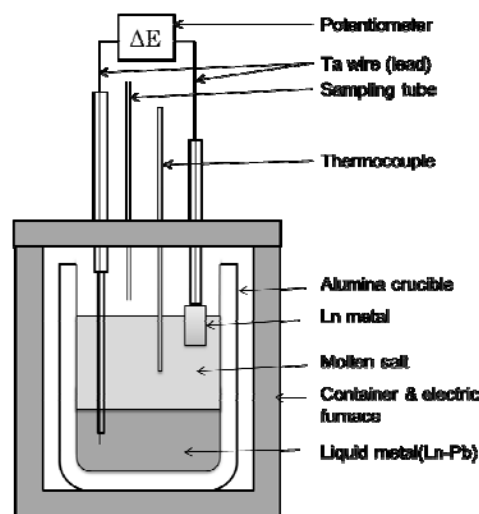 ΔE
Potentiometer
Ta wire (lead)
Sampling tube
Thermocouple
Alumina crucible
Ln metal
Molten salt
Container & electric
furnace
Liquid metal(Ln-Pb)